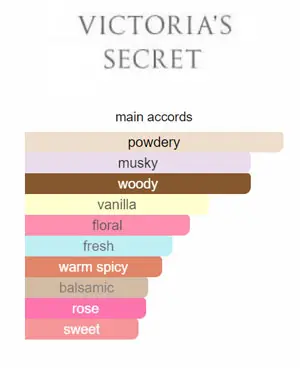 VICTORIA'S
SECRET
main accords
powdery
musky
woody
vanilla
floral
fresh
warm spicy
balsamic
rose
sweet